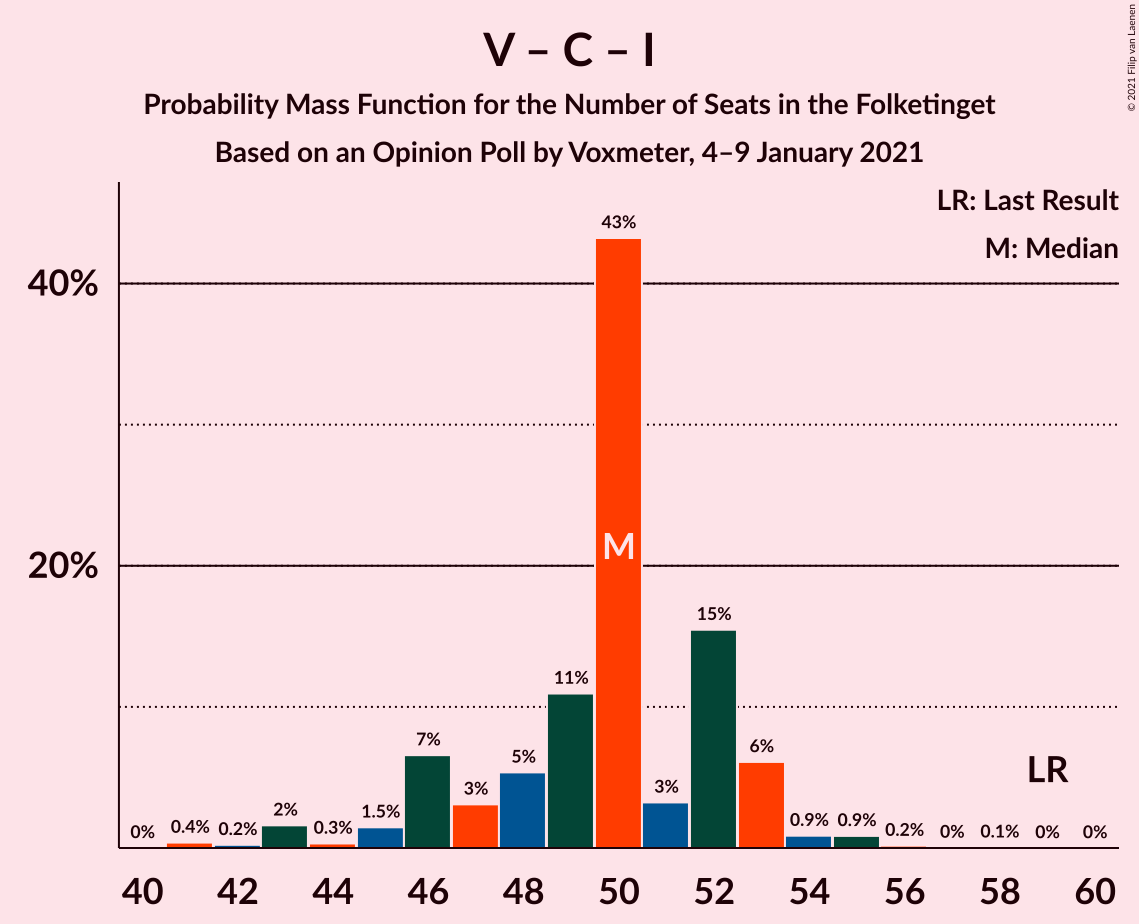 V – C – I
Probability Mass Function for the Number of Seats in the Folketinget
Based on an Opinion Poll by Voxmeter, 4–9 January 2021
© 2021 Filip van Laenen
LR: Last Result
M: Median
43%
40%
M
20%
15%
11%
7%
6%
5%
3%
3%
2%
1.5%
0%
0.4%
0.2%
0.3%
0.9%
0.9%
0.2%
0%
0.1%
0%
0%
LR
40 42 44 46 48 50 52 54 56 58 60